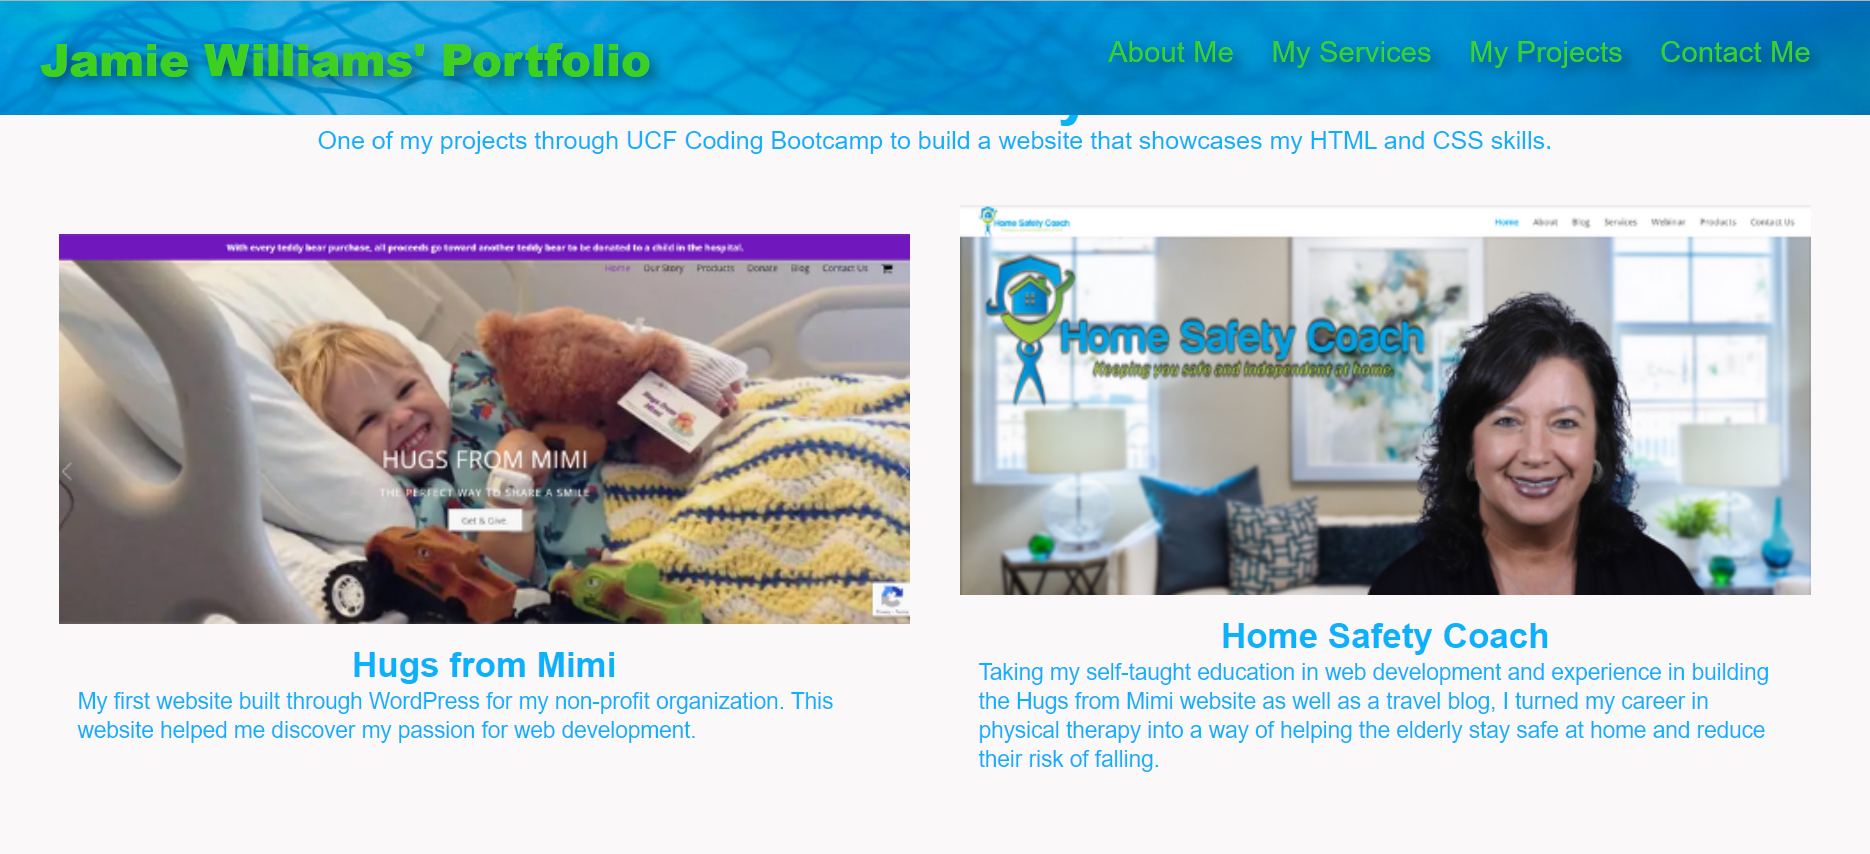 Jamie Williams' Portfolio
About Me My Services My Projects Contact Me
One of my projects through UCF Coding Bootcamp to build a website that showcases my HTML and CSS skills.
With every teddy bear purchase, all proceeds go toward another teddy bear to be donated to a child in the hospital.
Home Our Story Products Donate Blog Contact Us
Hugs from
Mimi
HUGS FROM MIMI
THE PERFECT WAY TO SHARE A SMILE
Get & Give.
Privacy - Terms
Hugs from Mimi
My first website built through WordPress for my non-profit organization. This
website helped me discover my passion for web development.
Home Safety Coach
Home About Blog Services Webinar Products Contact Us
Home Safety Coach
Keeping you safe and independent at home.
Home Safety Coach
Taking my self-taught education in web development and experience in building
the Hugs from Mimi website as well as a travel blog, I turned my career in
physical therapy into a way of helping the elderly stay safe at home and reduce
their risk of falling.